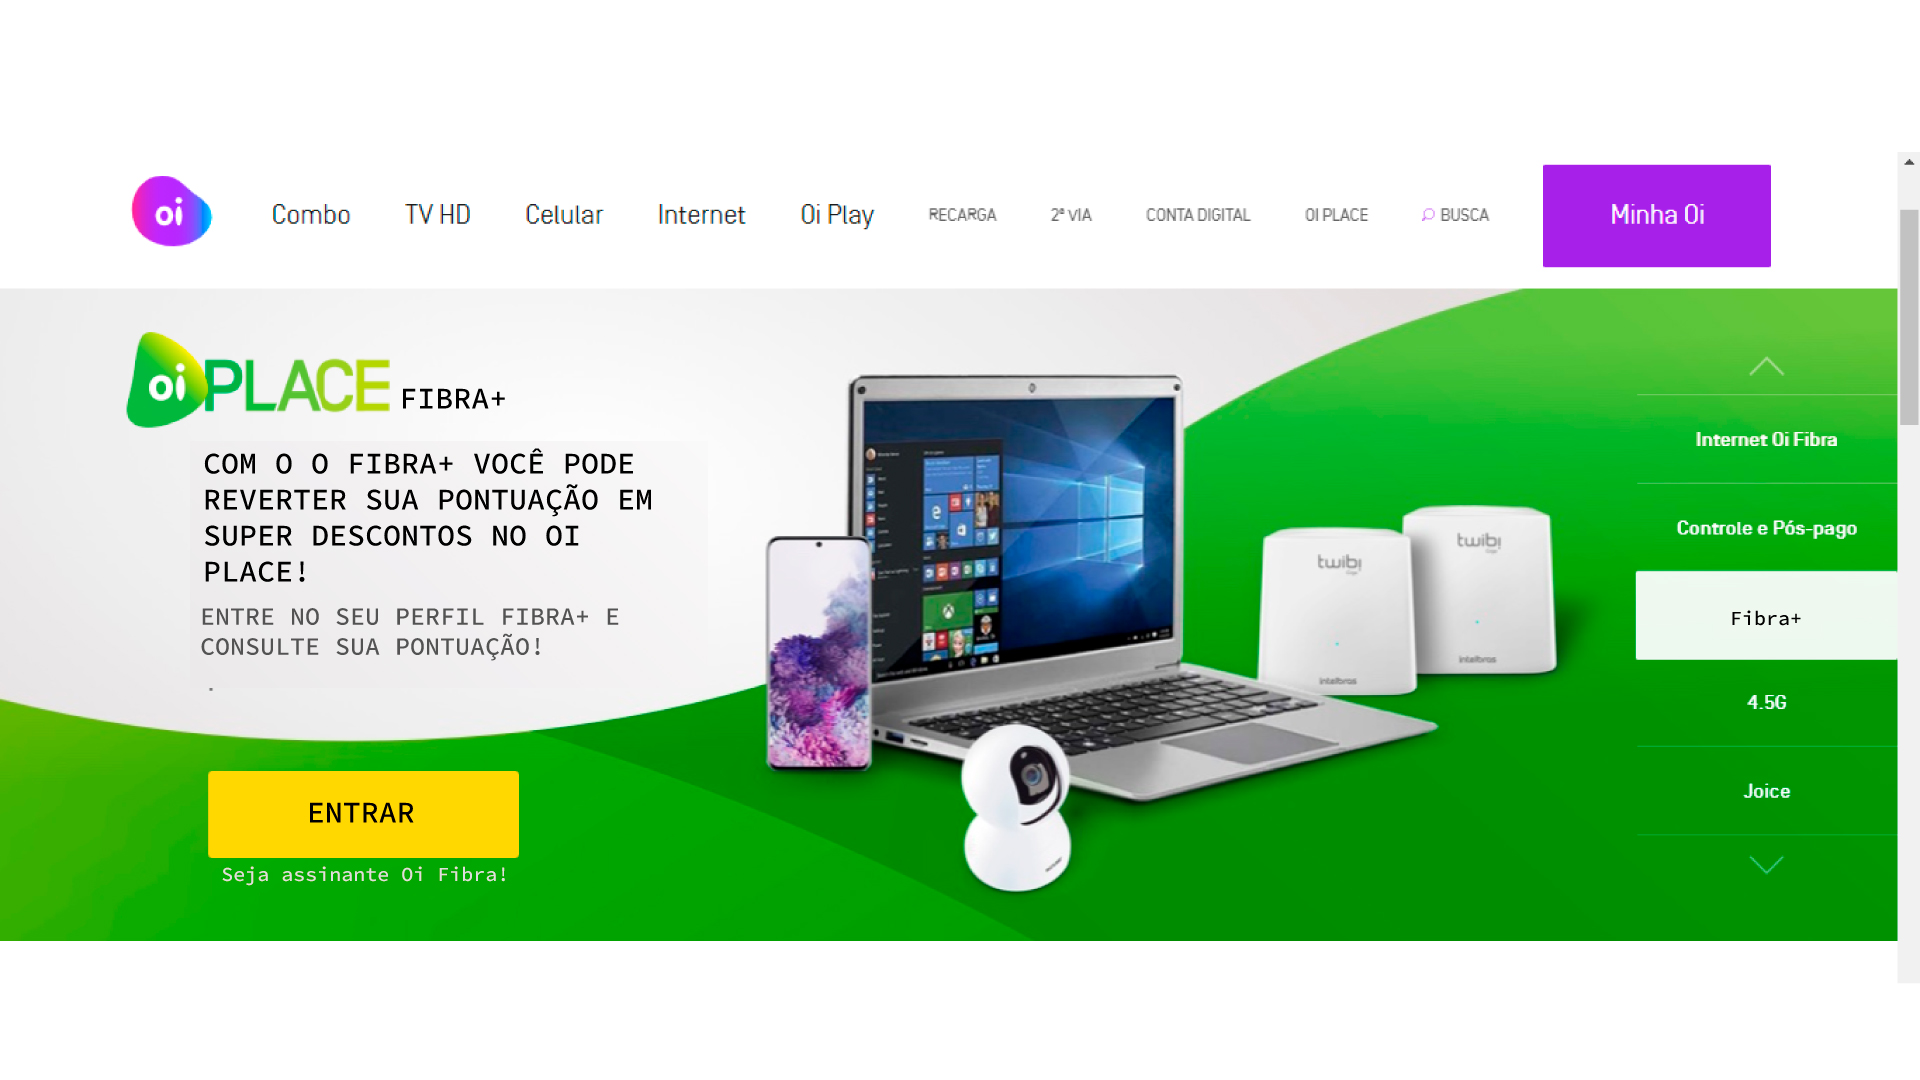 oi
Combo
TV HD
Celular
Internet
Oi Play
RECARGA
2ª VIA
CONTA DIGITAL
OI PLACE
BUSCA
Minha Oi
oi PLACE FIBRA+
COM O O FIBRA+ VOCÊ PODE
REVERTER SUA PONTUAÇÃO EM
SUPER DESCONTOS NO OI
PLACE!
ENTRE NO SEU PERFIL FIBRA+ E
CONSULTE SUA PONTUAÇÃO!
.
ENTRAR
Seja assinante Oi Fibra!
twibi
intelbras
twibi
intelbras
Internet Oi Fibra
Controle e Pós-pago
Fibra+
4.5G
Joice